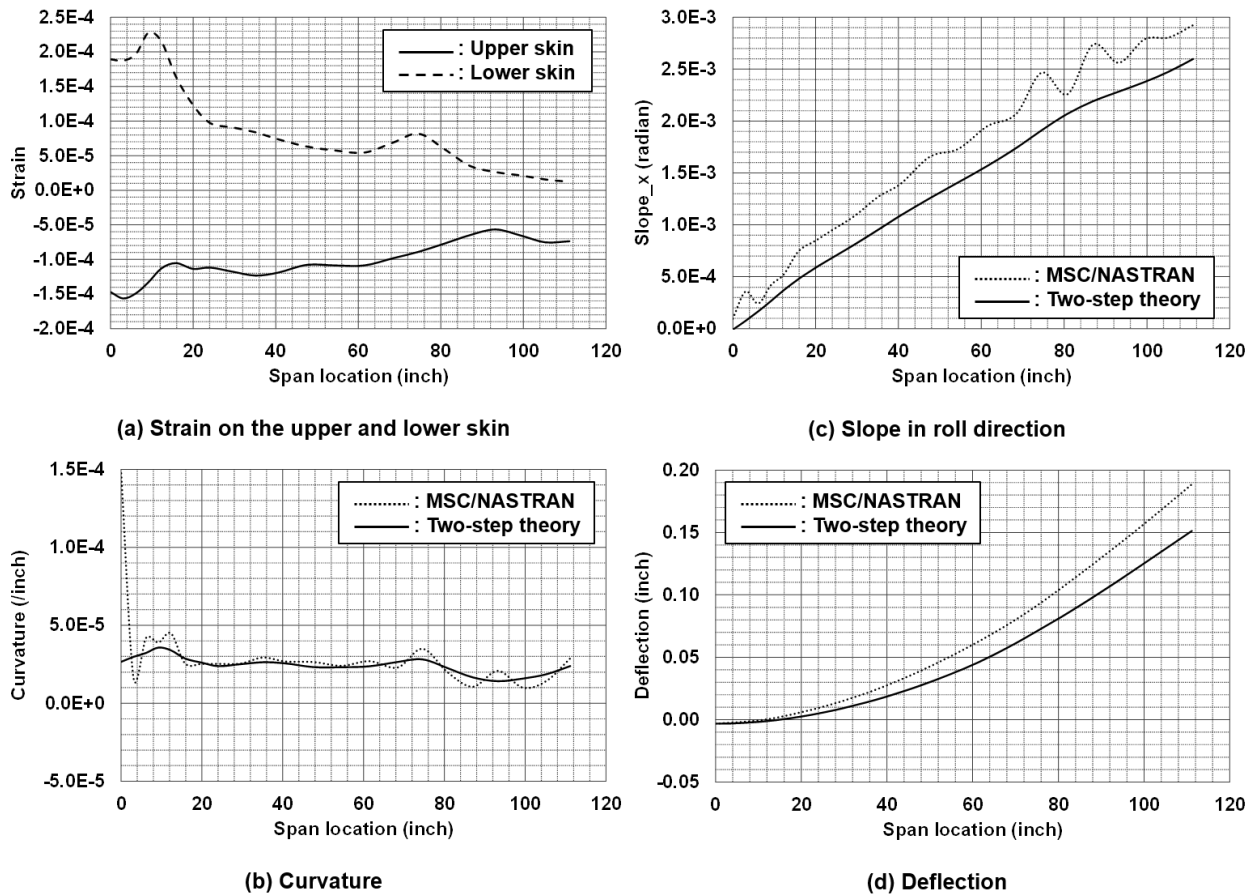 2.5E-4
2.0E-4
1.5E-4
1.0E-4
5.0E-5
0.0E+0
-5.0E-5
-1.0E-4
-1.5E-4
-2.0E-4
Strain
: Upper skin
: Lower skin
0 20 40 60 80 100 120
Span location (inch)
(a) Strain on the upper and lower skin
3.0E-3
2.5E-3
2.0E-3
1.5E-3
1.0E-3
5.0E-4
0.0E+0
Slope_x (radian)
: MSC/NASTRAN
: Two-step theory
0 20 40 60 80 100 120
Span location (inch)
(c) Slope in roll direction
1.5E-4
1.0E-4
5.0E-5
0.0E+0
-5.0E-5
Curvature (/inch)
: MSC/NASTRAN
: Two-step theory
0 20 40 60 80 100 120
Span location (inch)
(b) Curvature
0.20
0.15
0.10
0.05
0.00
-0.05
Deflection (inch)
: MSC/NASTRAN
: Two-step theory
0 20 40 60 80 100 120
Span location (inch)
(d) Deflection